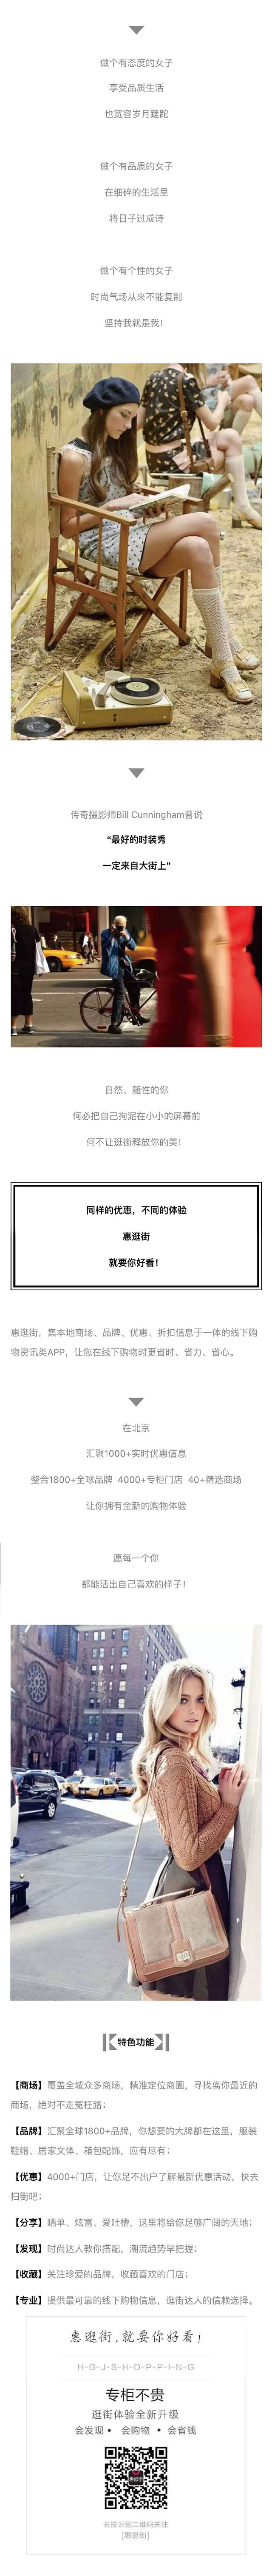 做个有态度的女子
享受品质生活
也宽容岁月蹉跎
做个有品质的女子
在细碎的生活里
将日子过成诗
做个有个性的女子
时尚气场从来不能复制
坚持我就是我！
传奇摄影师Bill Cunningham曾说
“最好的时装秀
一定来自大街上”
自然、随性的你
何必把自己拘泥在小小的屏幕前
何不让逛街释放你的美！
同样的优惠，不同的体验
惠逛街
就要你好看！
惠逛街，集本地商场、品牌、优惠、折扣信息于一体的线下购
物资讯类APP，让您在线下购物时更省时、省力、省心。
在北京
汇聚1000+实时优惠信息
整合1800+全球品牌 4000+专柜门店 40+精选商场
让你拥有全新的购物体验
愿每一个你
都能活出自己喜欢的样子！
特色功能
【商场】覆盖全城众多商场，精准定位商圈，寻找离你最近的
商场，绝对不走冤枉路；
【品牌】汇聚全球1800+品牌，你想要的大牌都在这里，服装
鞋帽、居家文体、箱包配饰，应有尽有；
【优惠】4000+门店，让你足不出户了解最新优惠活动，快去
扫街吧；
【分享】晒单、炫富、爱吐槽，这里将给你足够广阔的天地；
【发现】时尚达人教你搭配，潮流趋势早把握；
【收藏】关注珍爱的品牌，收藏喜欢的门店；
【专业】提供最可靠的线下购物信息，逛街达人的信赖选择。
惠逛街，就要你好看！
H-G-J-S-H-O-P-P-I-N-G
专柜不贵
逛街体验全新升级
会发现 • 会购物 • 会省钱
长按识别二维码关注
[惠逛街]